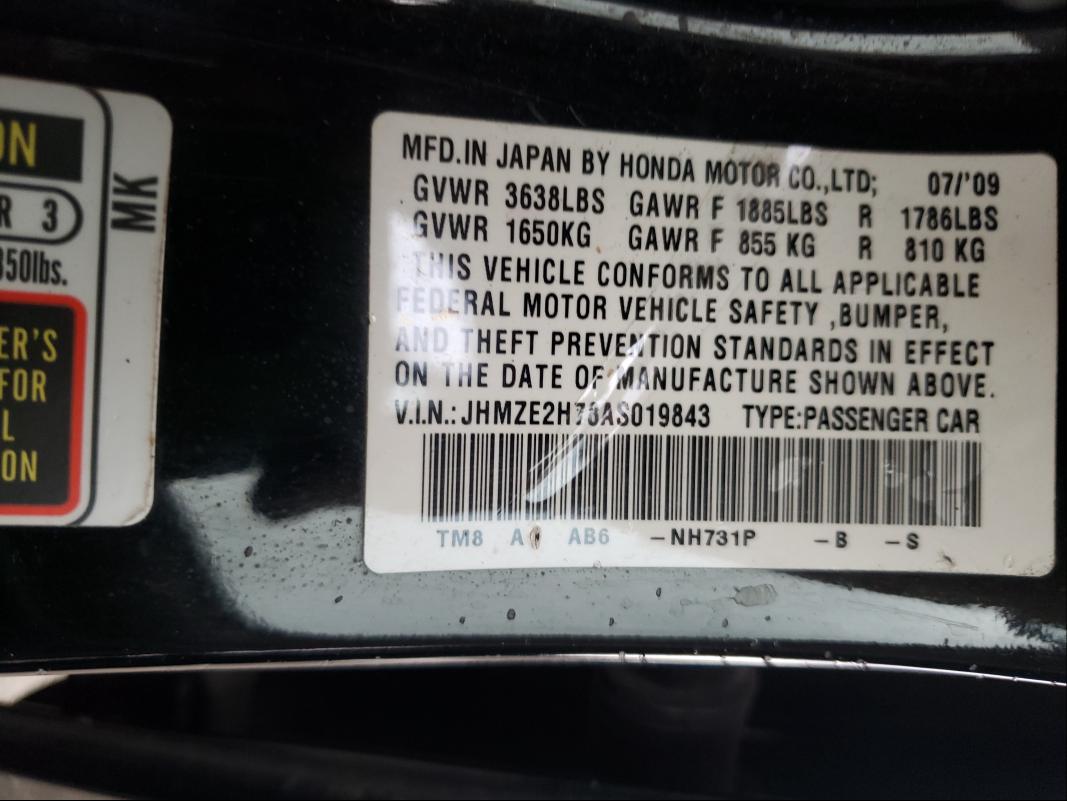 ON
R 3
350lbs.
MK
ER'S
FOR
L
ON
MFD.IN JAPAN BY HONDA MOTOR CO.,LTD; 07/'09
GVWR 3638LBS GAWR F 1885LBS R 1786LBS
GVWR 1650KG GAWR F 855 KG R 810 KG
THIS VEHICLE CONFORMS TO ALL APPLICABLE
FEDERAL MOTOR VEHICLE SAFETY ,BUMPER,
AND THEFT PREVENTION STANDARDS IN EFFECT
ON THE DATE OF MANUFACTURE SHOWN ABOVE.
V.I.N.: JHMZE2H78AS019843 TYPE:PASSENGER CAR
TM8 A AB6 -NH731P -B -S